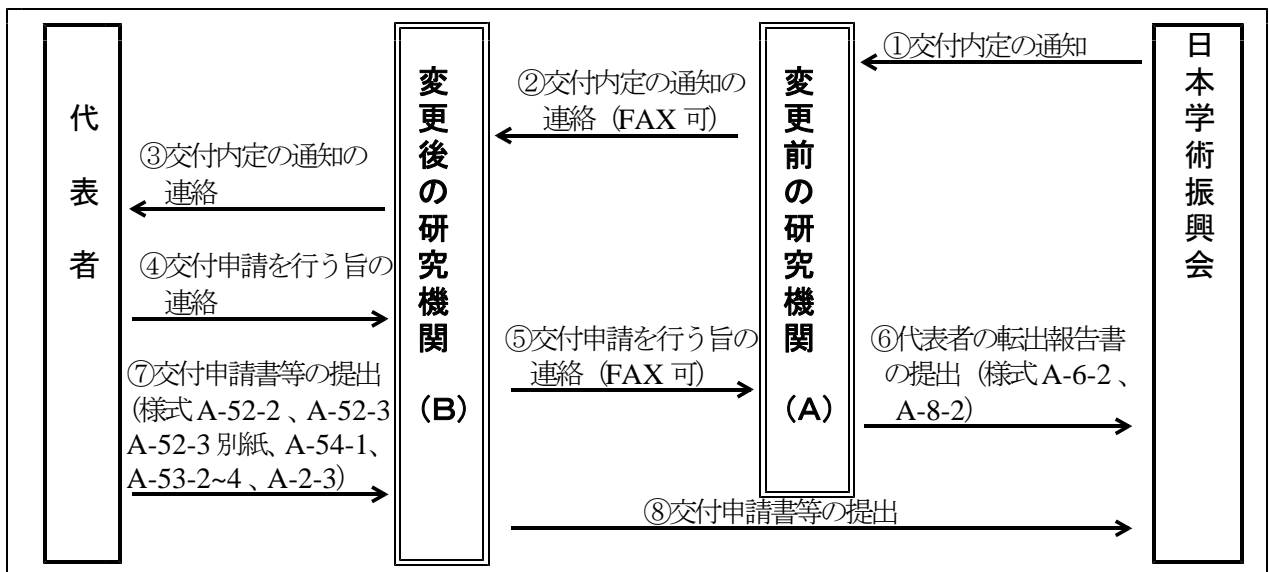 代表者
変更後の研究機関
(B)
変更前の研究機関
(A)
日本学術振興会
①交付内定の通知
②交付内定の通知の
連絡（FAX 可）
③交付内定の通知の
連絡
④交付申請を行う旨の
連絡
⑤交付申請を行う旨の
連絡（FAX 可）
⑥代表者の転出報告書
の提出（様式 A-6-2 、
A-8-2）
⑦交付申請書等の提出
（様式 A-52-2 、A-52-3
A-52-3 別紙、A-54-1、
A-53-2~4 、A-2-3）
⑧交付申請書等の提出